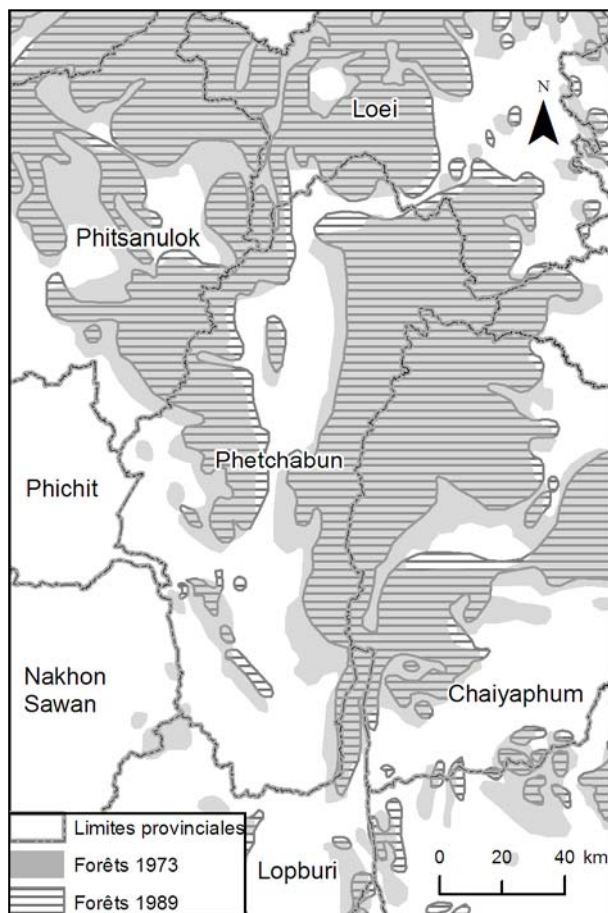 Loei
N
Phitsanulok
Phetchabun
Phichit
Nakhon
Sawan
Chaiyaphum
Limites provinciales
Forêts 1973
Forêts 1989
Lopburi
0 20 40
km